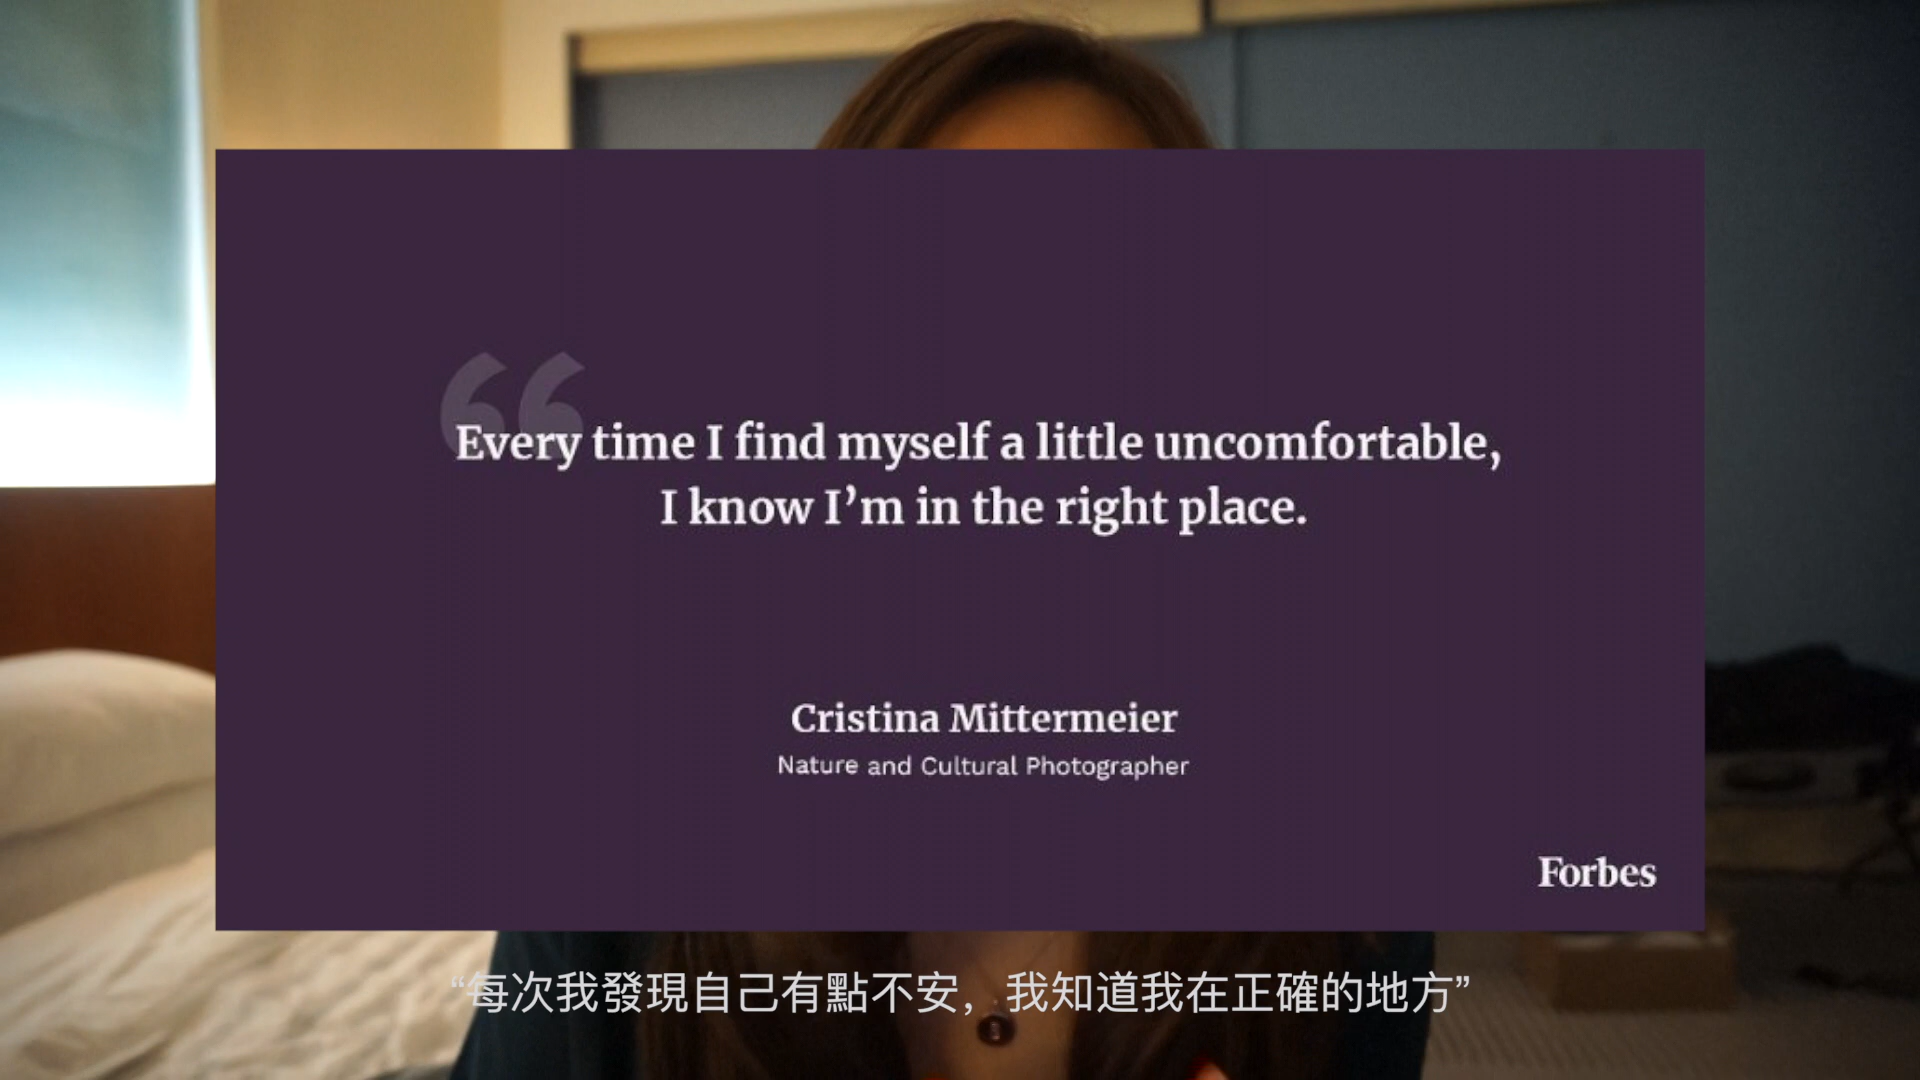 “
Every time I find myself a little uncomfortable,
I know I’m in the right place.
Cristina Mittermeier
Nature and Cultural Photographer
Forbes
“每次我發現自己有點不安，我知道我在正確的地方”